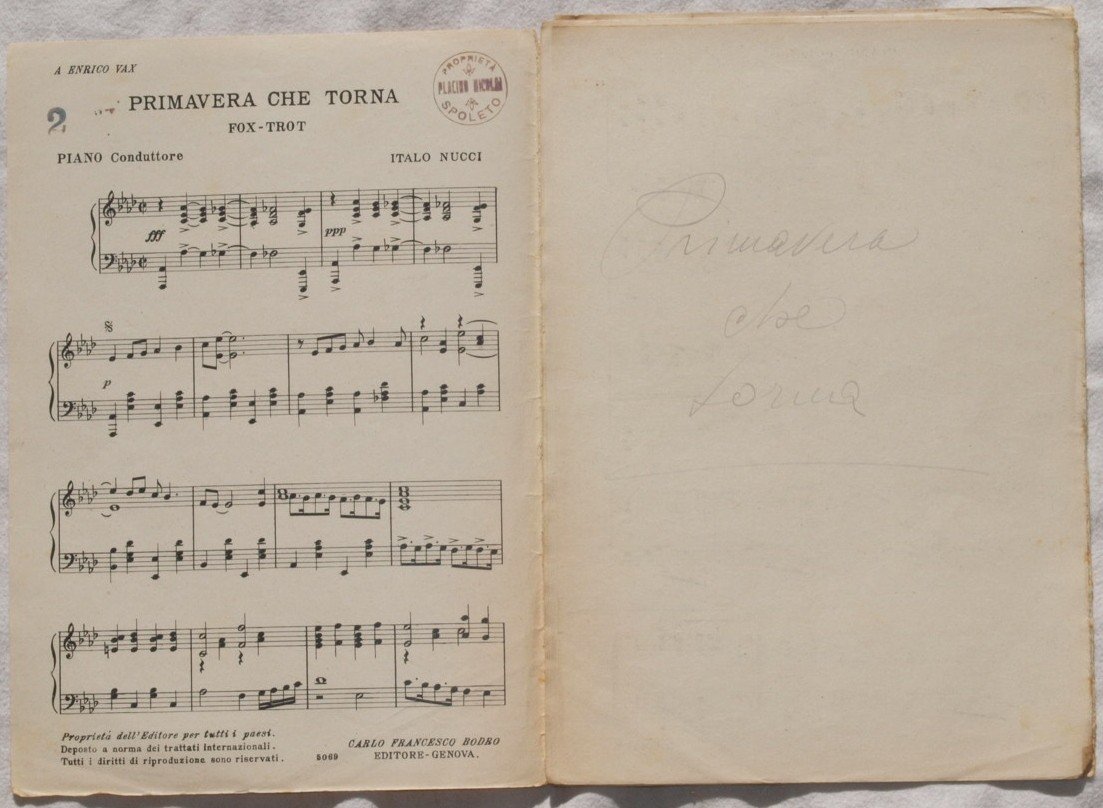 A ENRICO VAX
PROPRIETÀ
SPOLETO
2
PRIMAVERA CHE TORNA
FOX-TROT
PIANO Conduttore
ITALO NUCCI
fff
ppp
p
Proprietá dell'Editore per tutti i paesi.
Deposto a norma dei trattati internazionali.
Tutti i diritti di riproduzione sono riservati.
5069
CARLO FRANCESCO BODRO
EDITORE-GENOVA.
Primavera
che
torna